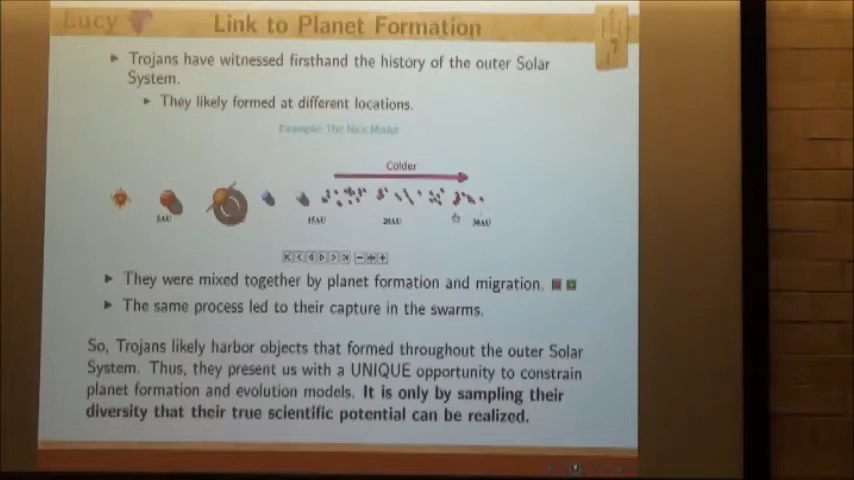 Lucy
Link to Planet Formation
Trojans have witnessed firsthand the history of the outer Solar
System.
They likely formed at different locations.
Example: The Nice Model
Colder
5AU
15AU
20AU
30AU
They were mixed together by planet formation and migration.
The same process led to their capture in the swarms.
So, Trojans likely harbor objects that formed throughout the outer Solar
System. Thus, they present us with a UNIQUE opportunity to constrain
planet formation and evolution models. It is only by sampling their
diversity that their true scientific potential can be realized.